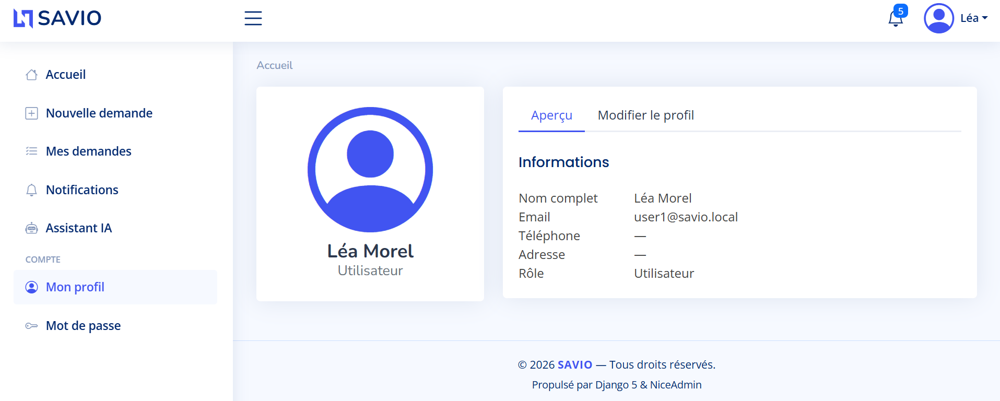 SAVIO
5
Léa
Accueil
Nouvelle demande
Mes demandes
Notifications
Assistant IA
COMPTE
Mon profil
Mot de passe
Accueil
Léa Morel
Utilisateur
Aperçu Modifier le profil
Informations
Nom complet Léa Morel
Email user1@savio.local
Téléphone —
Adresse —
Rôle Utilisateur
© 2026 SAVIO — Tous droits réservés.
Propulsé par Django 5 & NiceAdmin